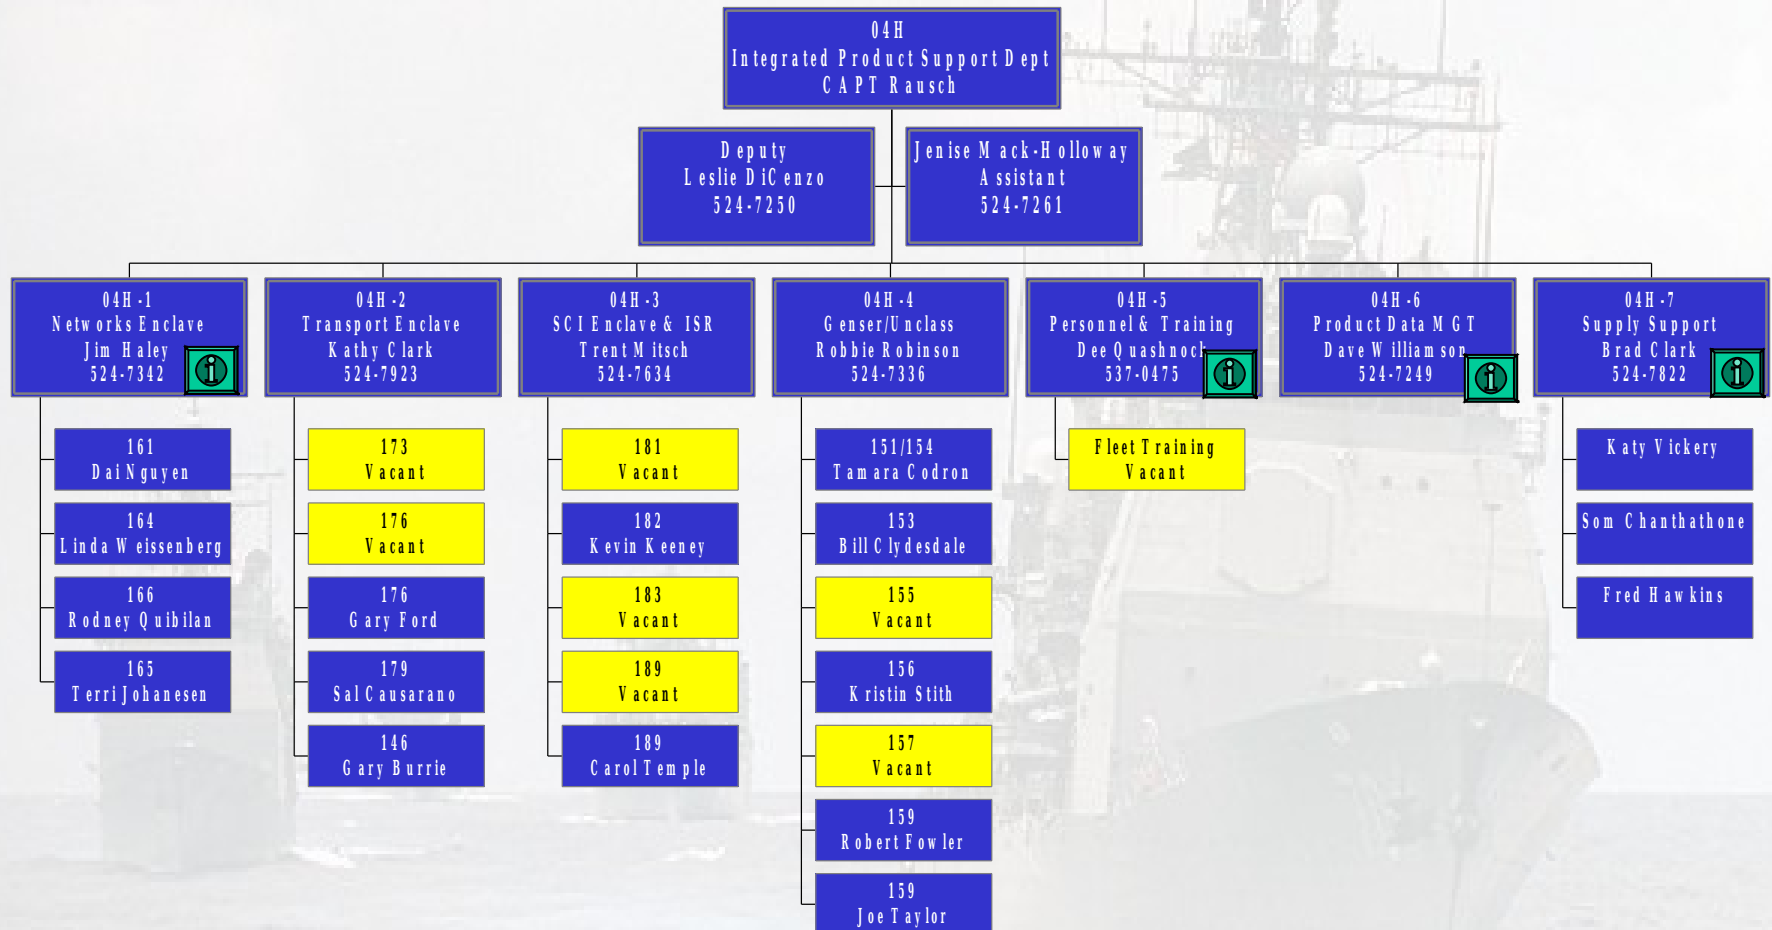 04H
Integrated Product Support Dept
CAPT Rausch
Deputy
Leslie DiCenzo
524-7250
Jenise Mack-Holloway
Assistant
524-7261
04H-1
Networks Enclave
Jim Haley
524-7342
04H-2
Transport Enclave
Kathy Clark
524-7923
04H-3
SCI Enclave & ISR
Trent Mitsch
524-7634
04H-4
Genser/Unclass
Robbie Robinson
524-7336
04H-5
Personnel & Training
Dee Quashnock
537-0475
04H-6
Product Data MGT
Dave Williamson
524-7249
04H-7
Supply Support
Brad Clark
524-7822
161
Dai Nguyen
164
Linda Weissenberg
166
Rodney Quibilan
165
Terri Johanesen
173
Vacant
176
Vacant
176
Gary Ford
179
Sal Causarano
146
Gary Burrie
181
Vacant
182
Kevin Keeney
183
Vacant
189
Vacant
189
Carol Temple
151/154
Tamara Codron
153
Bill Clydesdale
155
Vacant
156
Kristin Stith
157
Vacant
159
Robert Fowler
159
Joe Taylor
Fleet Training
Vacant
Katy Vickery
Som Chanthathone
Fred Hawkins